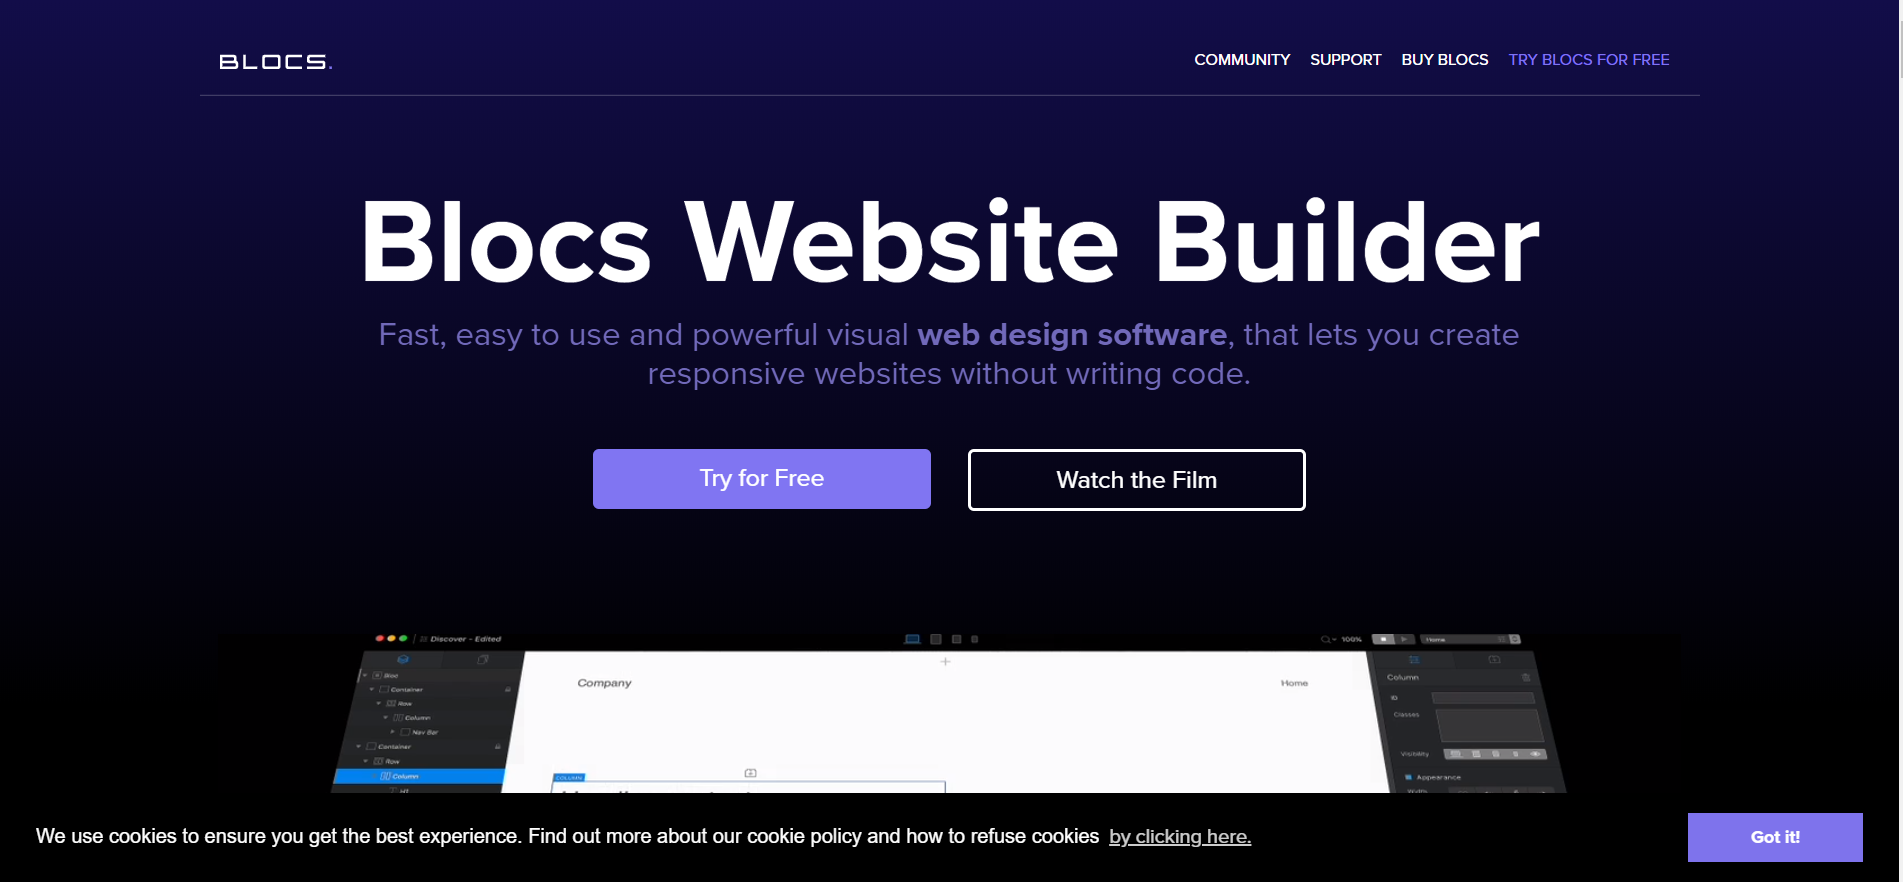 BLOCS.
COMMUNITY SUPPORT BUY BLOCS TRY BLOCS FOR FREE
Blocs Website Builder
Fast, easy to use and powerful visual web design software, that lets you create
responsive websites without writing code.
Try for Free
Watch the Film
Discover - Edited
100%
Home
Bloc
Container
Row
Column
Nav Bar
Container
Row
Column
H1
Company
Home
COLUMN
Column
ID
Classes
Visibility
Appearance
Width
We use cookies to ensure you get the best experience. Find out more about our cookie policy and how to refuse cookies by clicking here.
Got it!